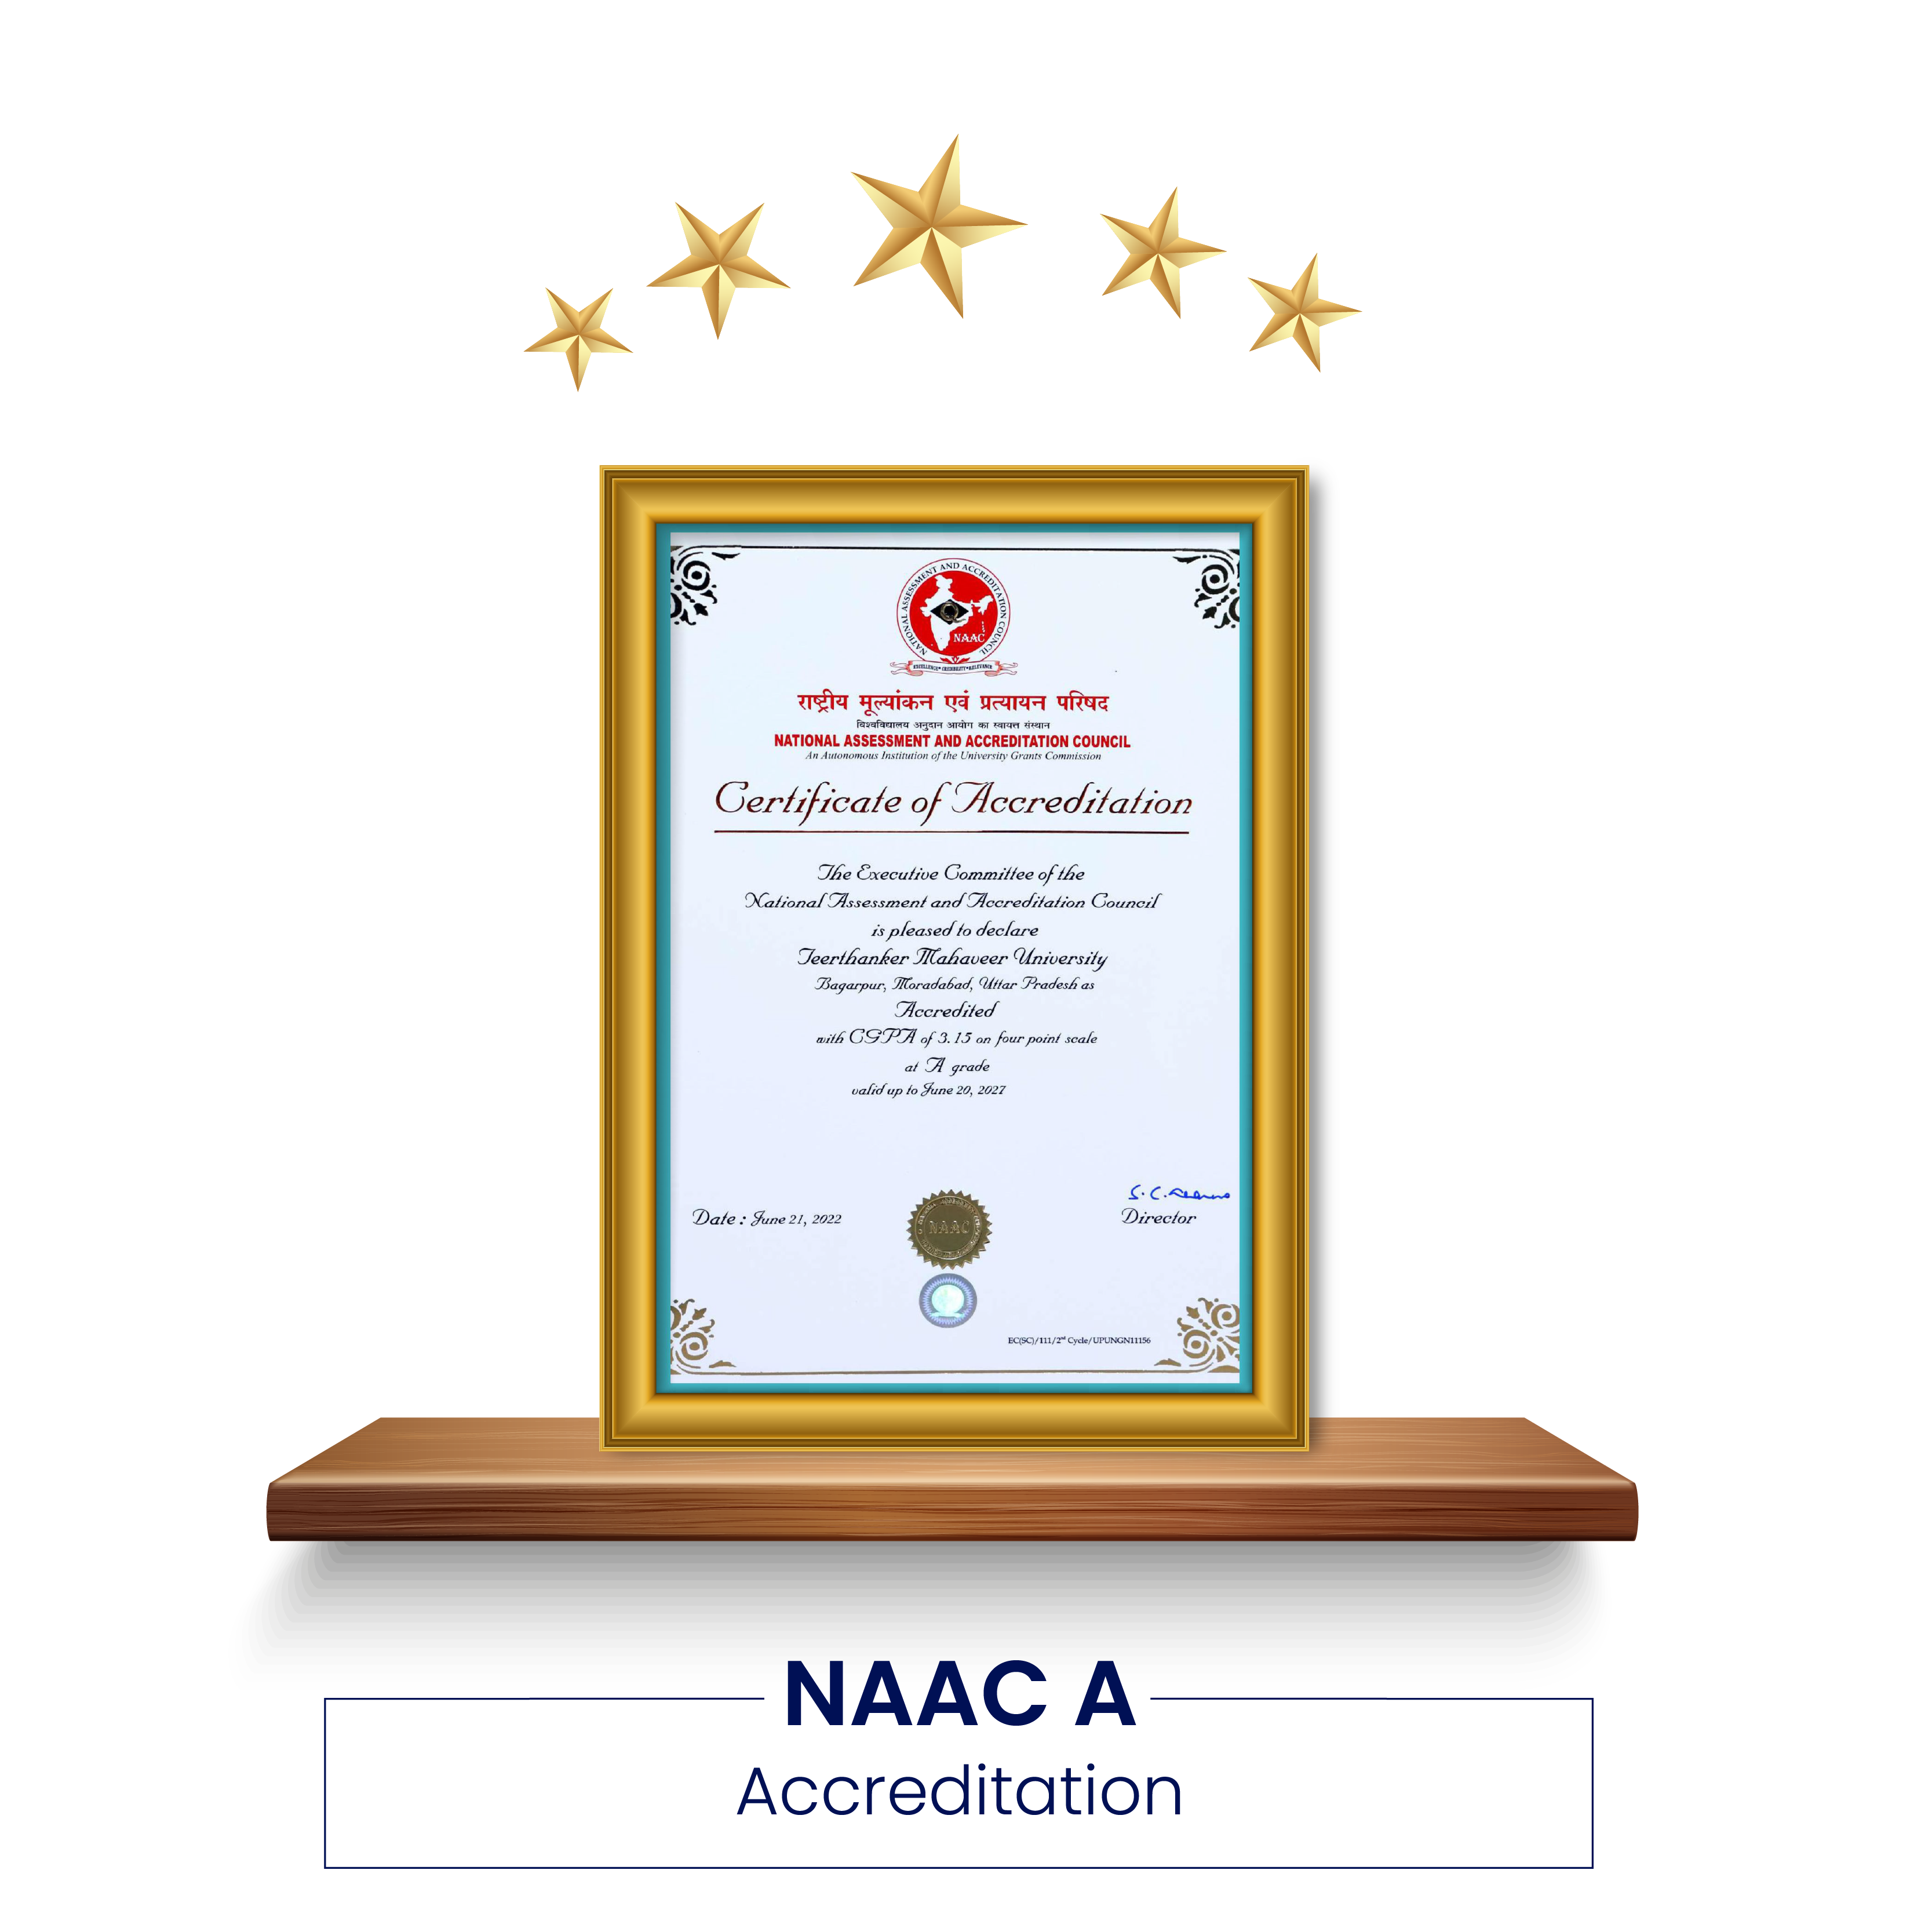 NATIONAL ASSESSMENT AND ACCREDITATION COUNCIL
NAAC
EXCELLENCE • CREDIBILITY • RELEVANCE
राष्ट्रीय मूल्यांकन एवं प्रत्यायन परिषद
विश्वविद्यालय अनुदान आयोग का स्वायत्त संस्थान
NATIONAL ASSESSMENT AND ACCREDITATION COUNCIL
An Autonomous Institution of the University Grants Commission
Certificate of Accreditation
The Executive Committee of the
National Assessment and Accreditation Council
is pleased to declare
Teerthanker Mahaveer University
Bagarpur, Moradabad, Uttar Pradesh as
Accredited
with CGPA of 3.15 on four point scale
at A grade
valid up to June 20, 2027
S. C.
Date : June 21, 2022
Director
NAAC
EC(SC)/111/2nd Cycle/UPUNGN11156
NAAC A
Accreditation